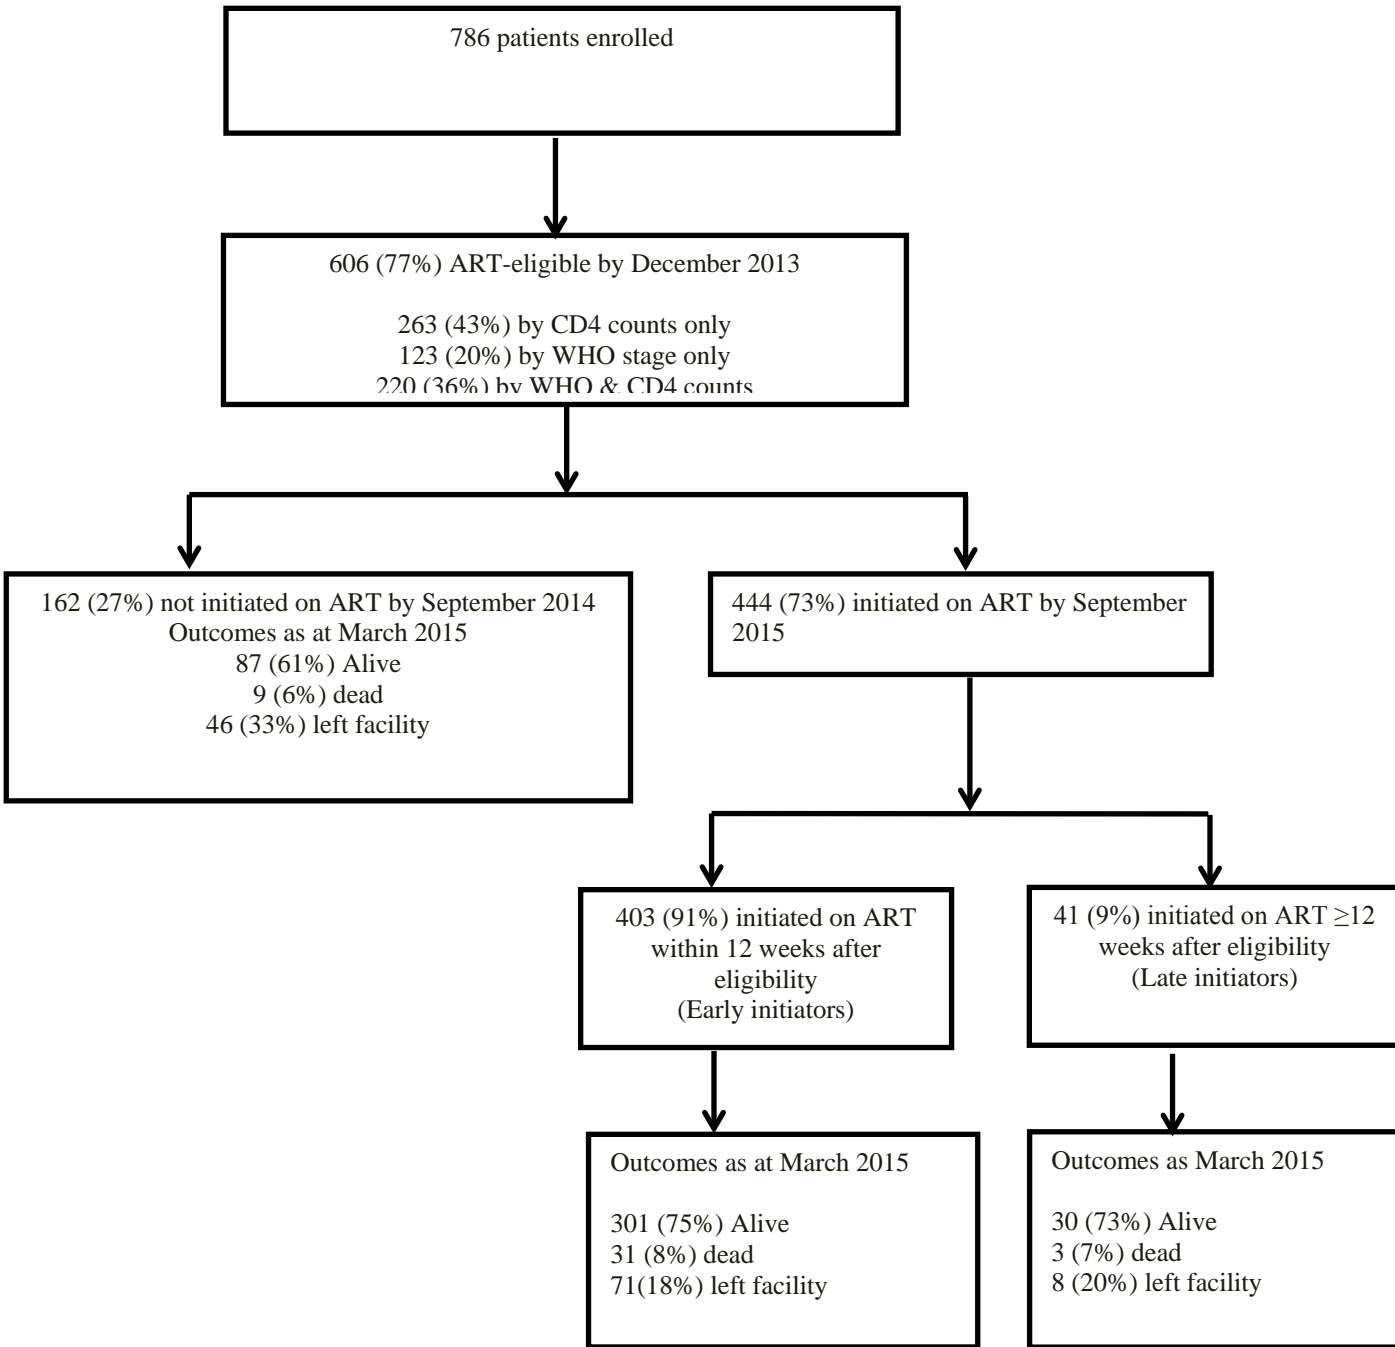 786 patients enrolled
606 (77%) ART-eligible by December 2013
263 (43%) by CD4 counts only
123 (20%) by WHO stage only
220 (36%) by WHO & CD4 counts
162 (27%) not initiated on ART by September 2014
Outcomes as at March 2015
87 (61%) Alive
9 (6%) dead
46 (33%) left facility
444 (73%) initiated on ART by September
2015
403 (91%) initiated on ART
within 12 weeks after
eligibility
(Early initiators)
41 (9%) initiated on ART ≥12
weeks after eligibility
(Late initiators)
Outcomes as at March 2015
301 (75%) Alive
31 (8%) dead
71(18%) left facility
Outcomes as March 2015
30 (73%) Alive
3 (7%) dead
8 (20%) left facility